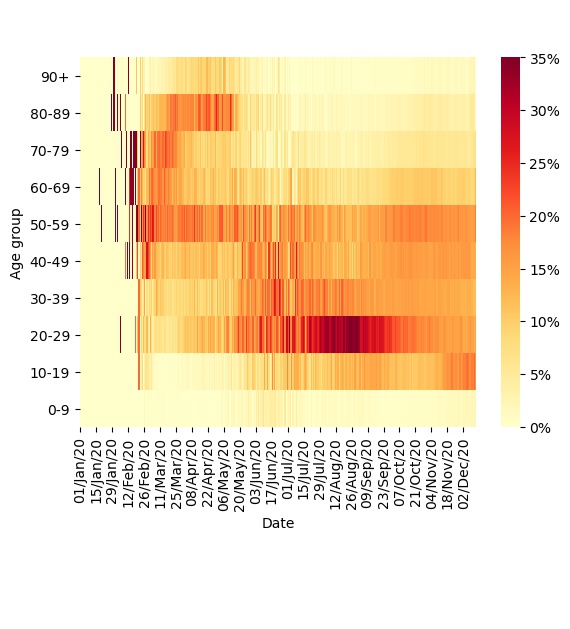 Age group
90+
80-89
70-79
60-69
50-59
40-49
30-39
20-29
10-19
0-9
01/Jan/20
15/Jan/20
29/Jan/20
12/Feb/20
26/Feb/20
11/Mar/20
25/Mar/20
08/Apr/20
22/Apr/20
06/May/20
20/May/20
03/Jun/20
17/Jun/20
01/Jul/20
15/Jul/20
29/Jul/20
12/Aug/20
26/Aug/20
09/Sep/20
23/Sep/20
07/Oct/20
21/Oct/20
04/Nov/20
18/Nov/20
02/Dec/20
Date
35%
30%
25%
20%
15%
10%
5%
0%